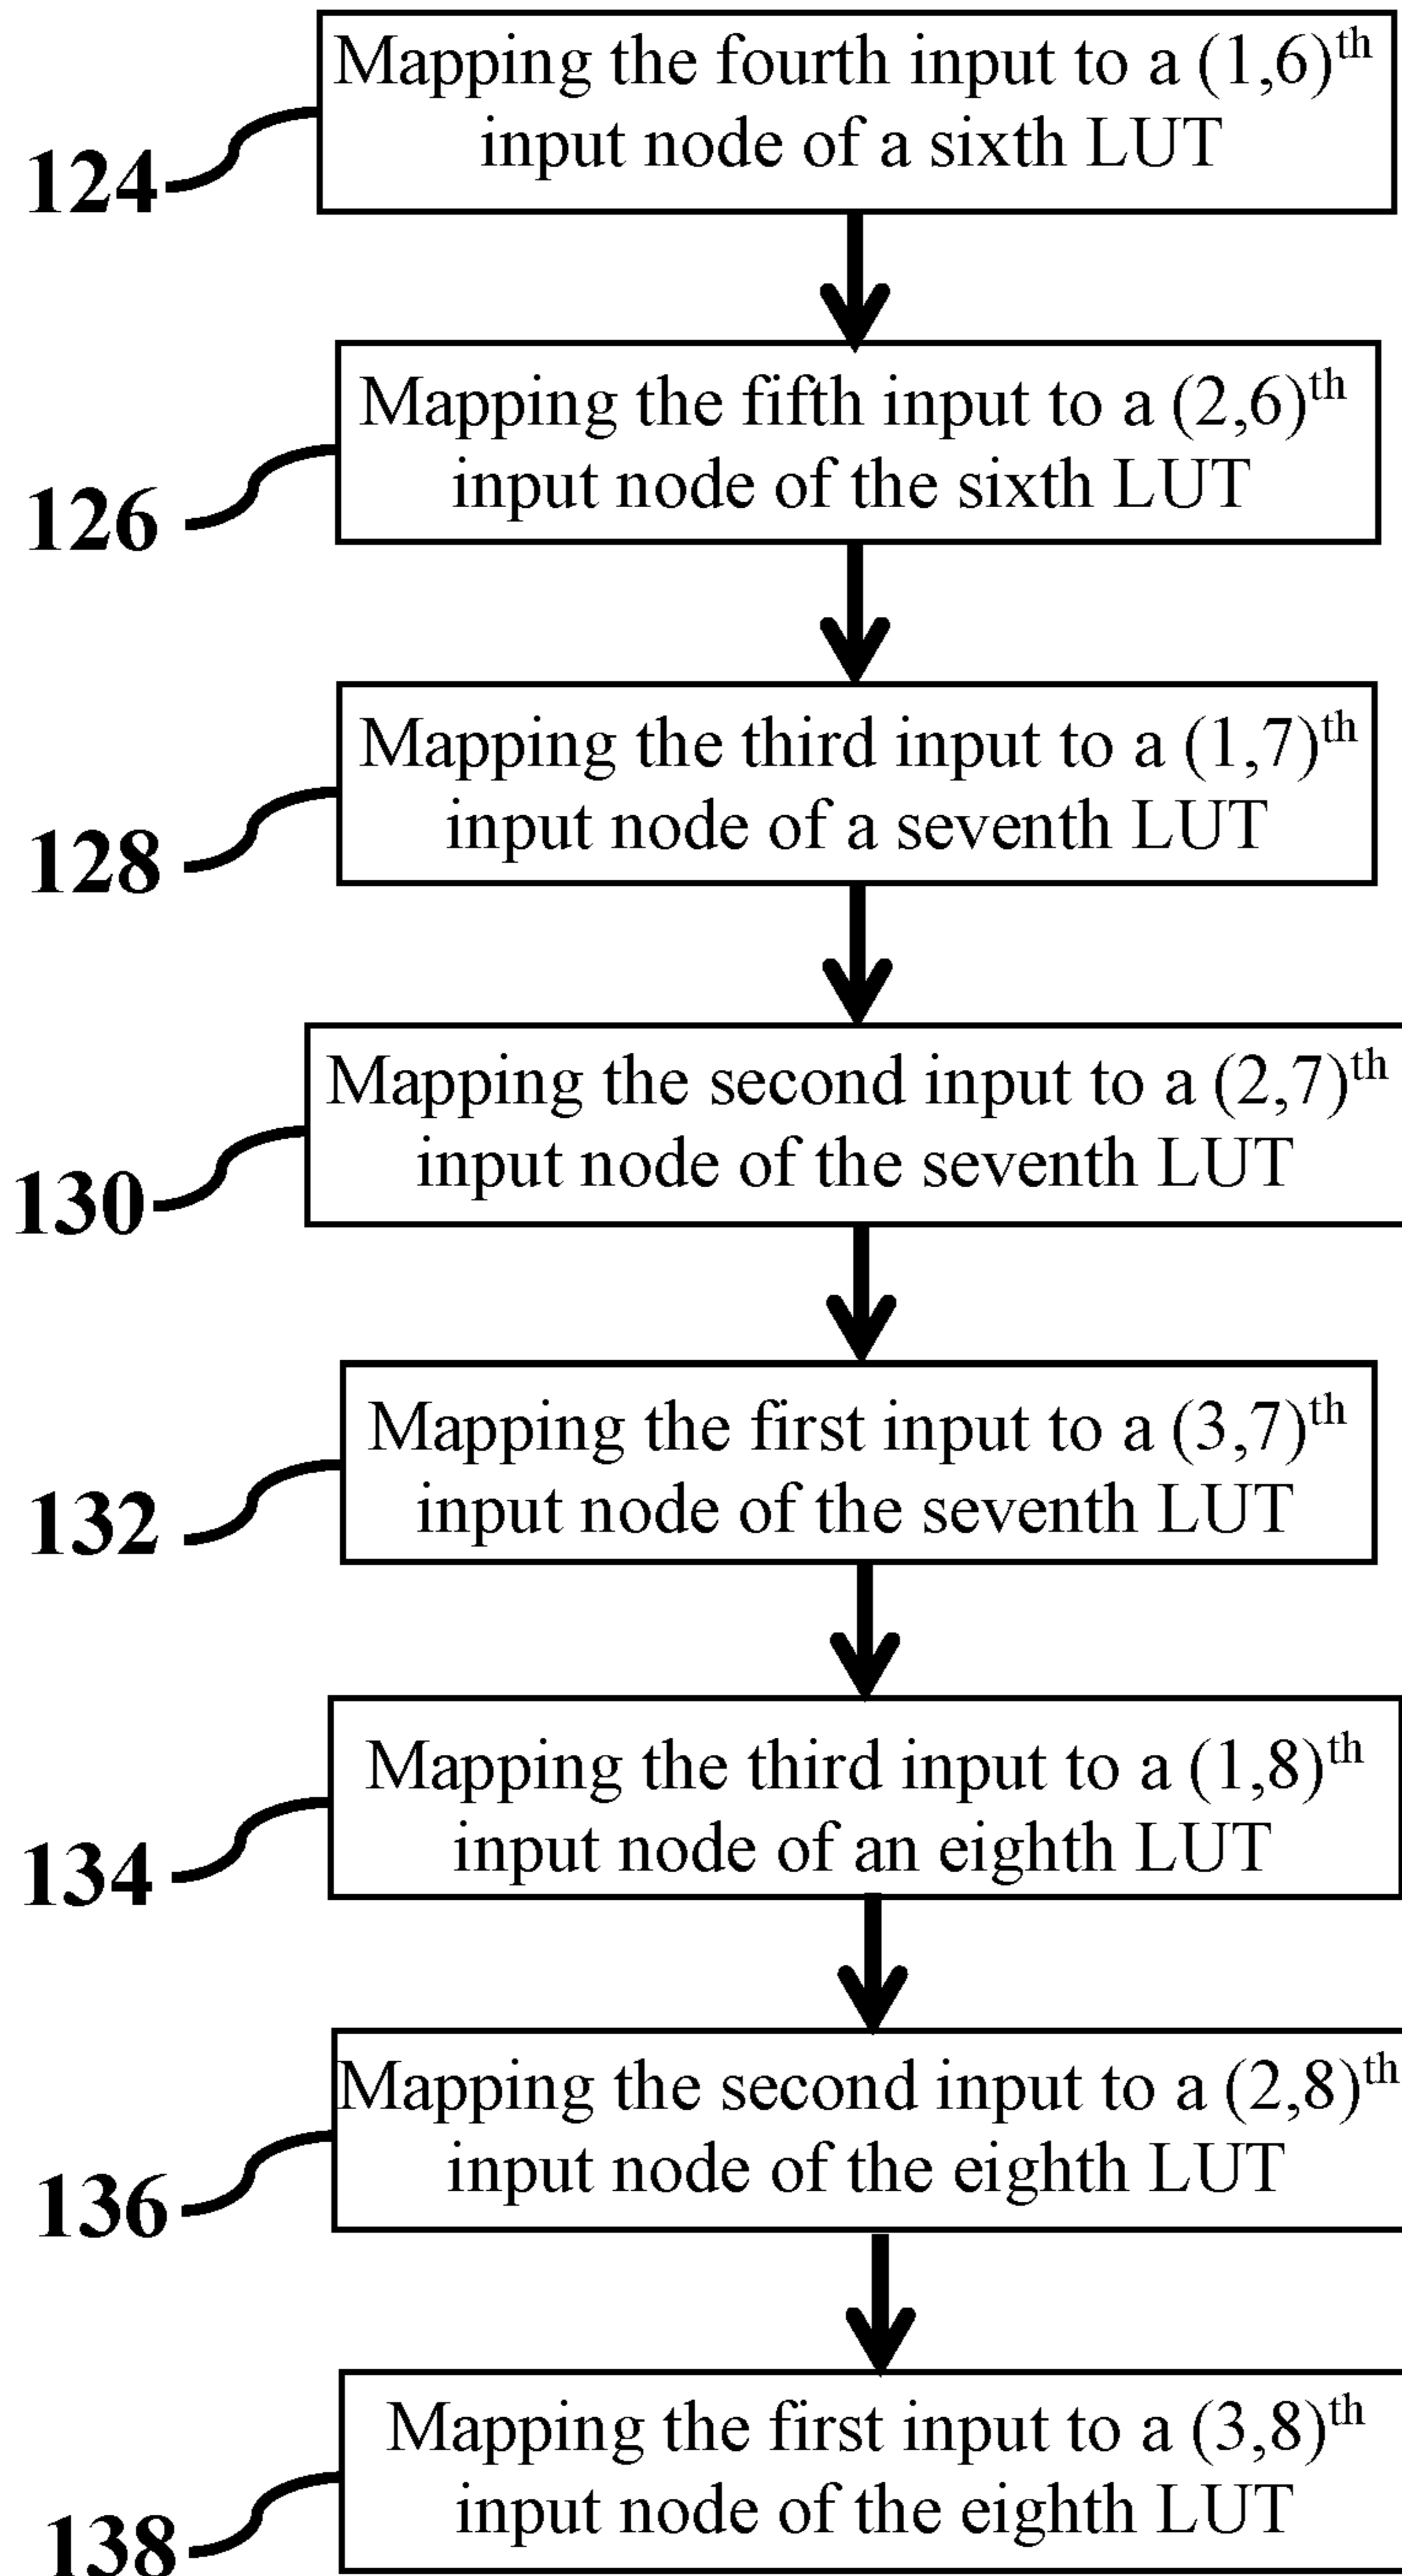 Mapping the fourth input to a (1,6)th
input node of a sixth LUT
124
Mapping the fifth input to a (2,6)th
input node of the sixth LUT
126
Mapping the third input to a (1,7)th
input node of a seventh LUT
128
Mapping the second input to a (2,7)th
input node of the seventh LUT
130
Mapping the first input to a (3,7)th
input node of the seventh LUT
132
Mapping the third input to a (1,8)th
input node of an eighth LUT
134
Mapping the second input to a (2,8)th
input node of the eighth LUT
136
Mapping the first input to a (3,8)th
input node of the eighth LUT
138